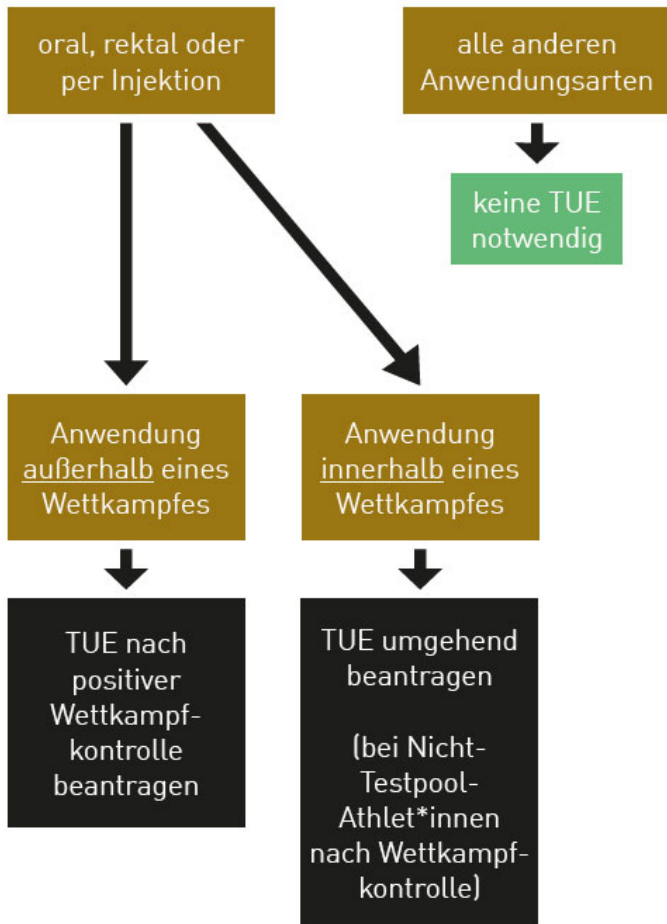 oral, rektal oder
per Injektion
alle anderen
Anwendungsarten
keine TUE
notwendig
Anwendung
außerhalb eines
Wettkampfes
Anwendung
innerhalb eines
Wettkampfes
TUE nach
positiver
Wettkampf-
kontrolle
beantragen
TUE umgehend
beantragen
(bei Nicht-
Testpool-
Athlet*innen
nach Wettkampf-
kontrolle)